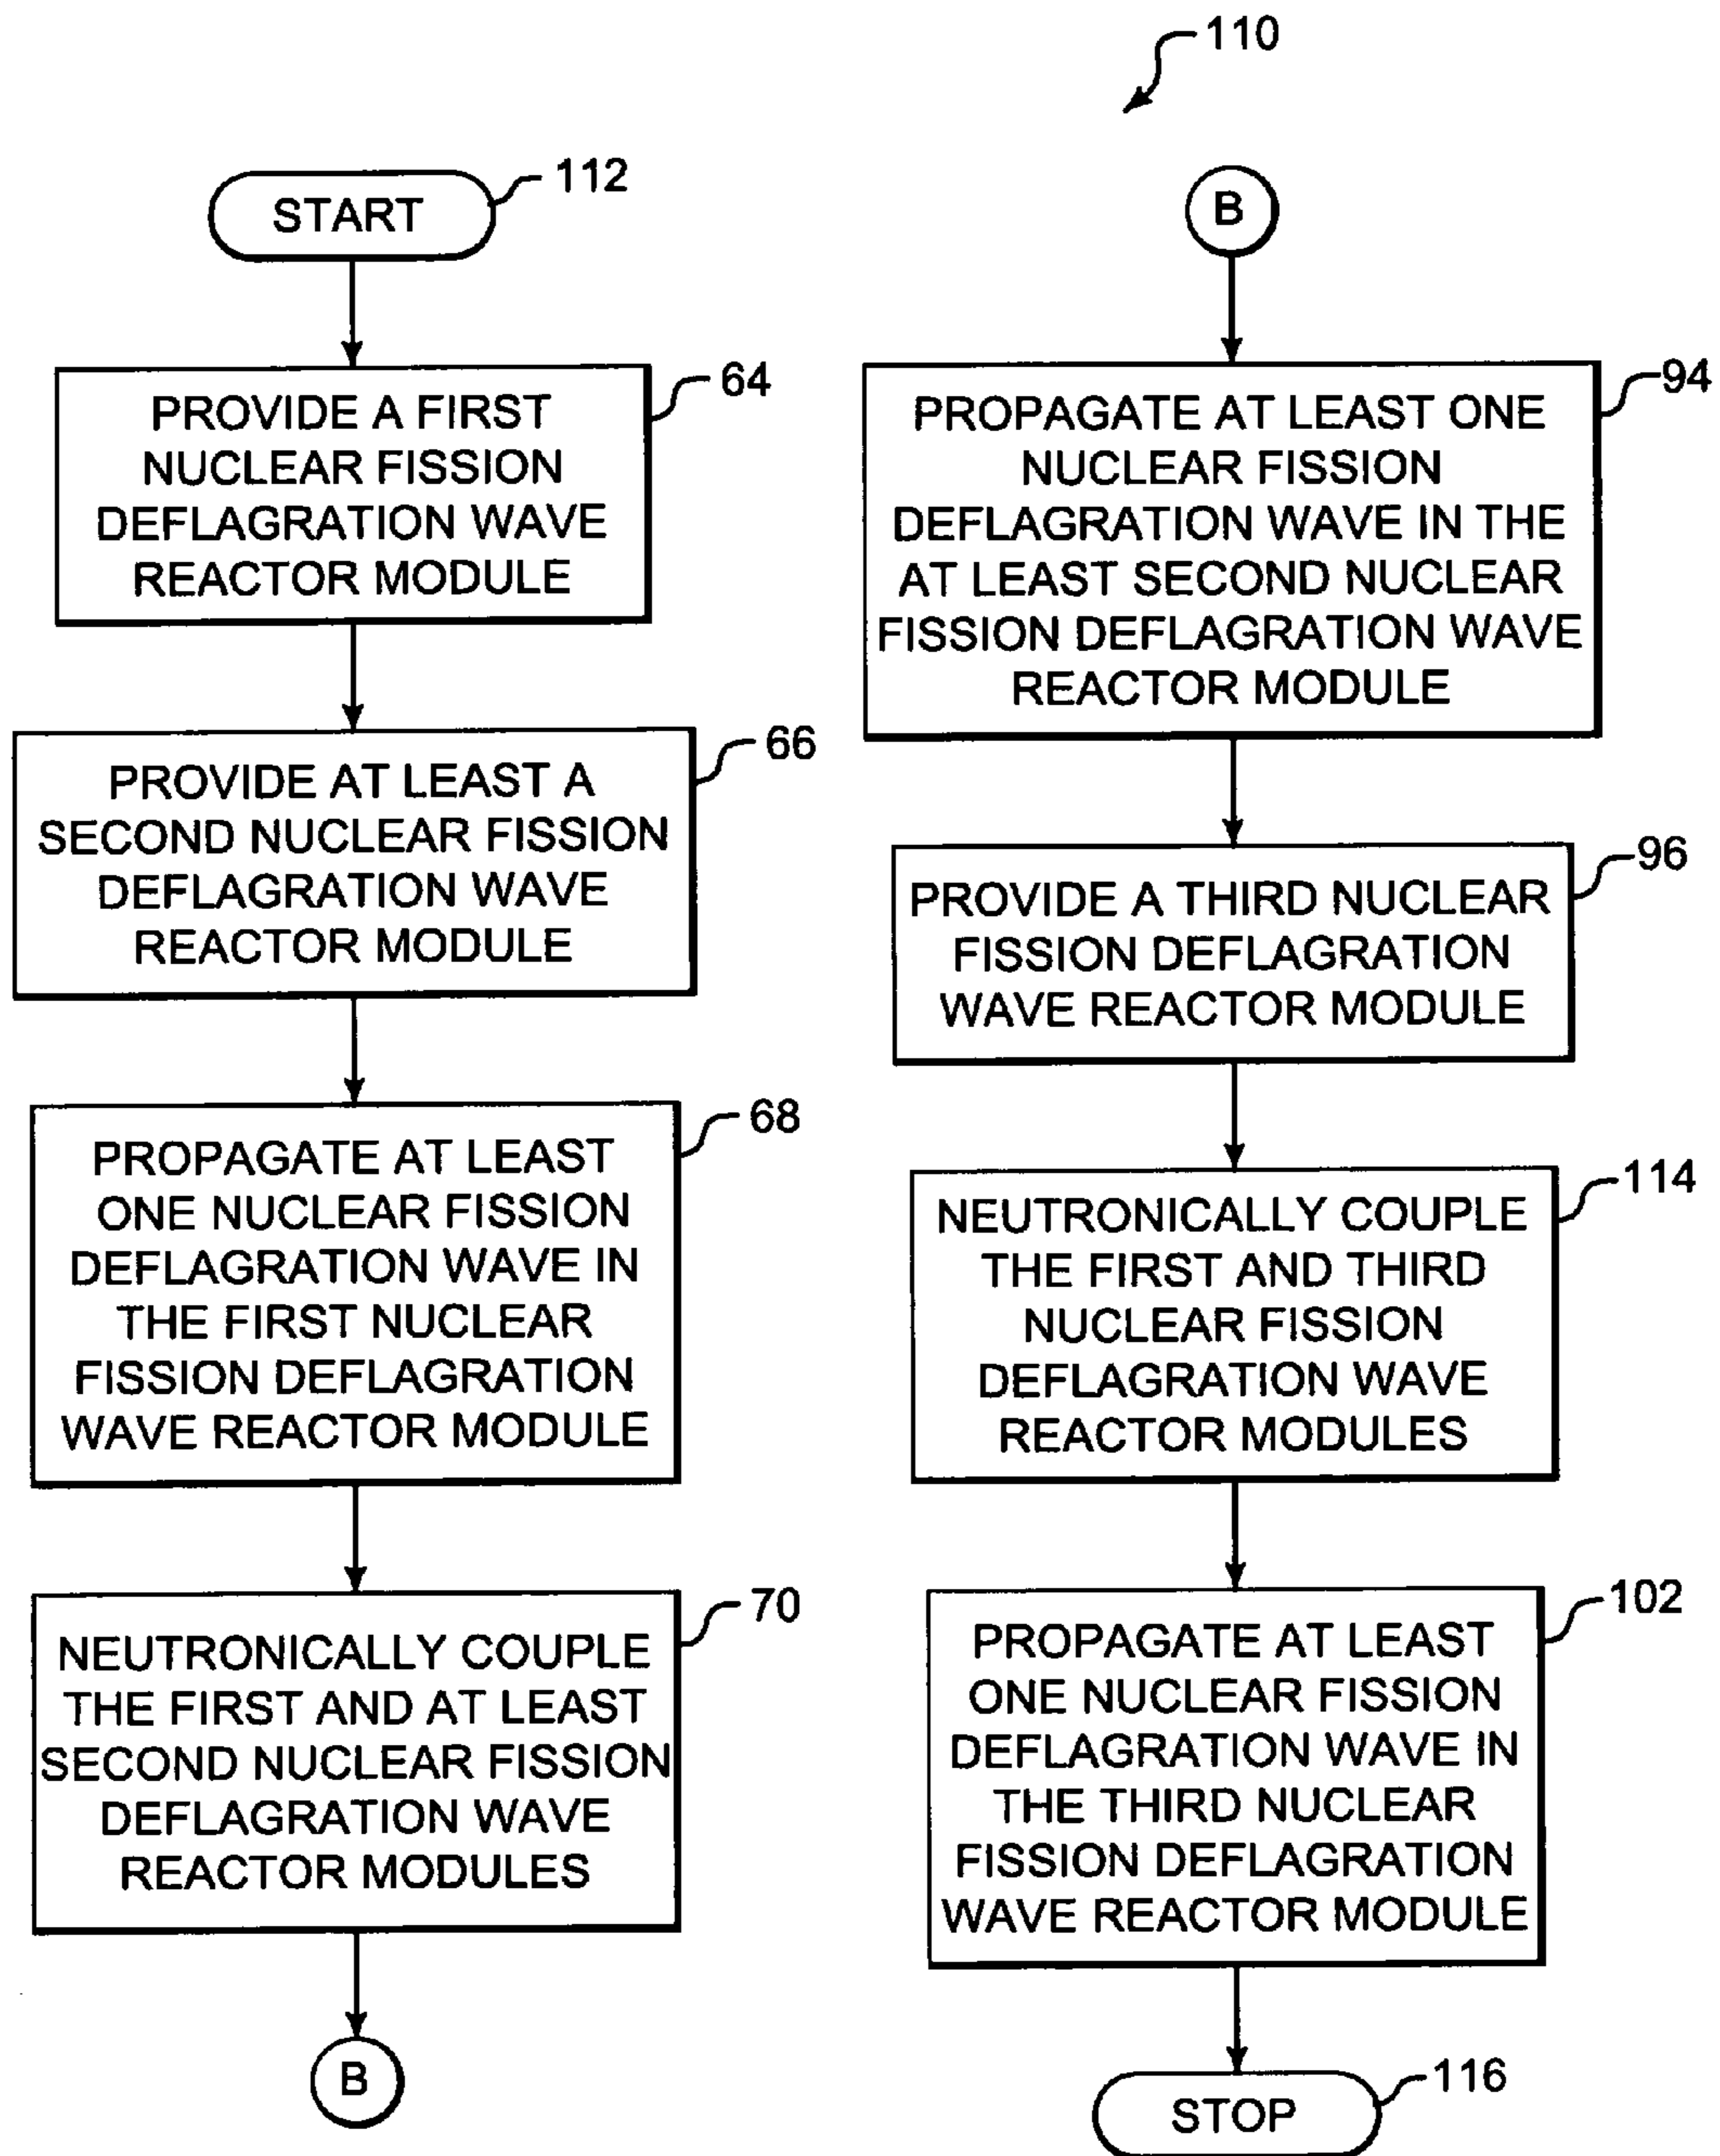 110
START
112
PROVIDE A FIRST
NUCLEAR FISSION
DEFLAGRATION WAVE
REACTOR MODULE
64
PROVIDE AT LEAST A
SECOND NUCLEAR FISSION
DEFLAGRATION WAVE
REACTOR MODULE
66
PROPAGATE AT LEAST
ONE NUCLEAR FISSION
DEFLAGRATION WAVE IN
THE FIRST NUCLEAR
FISSION DEFLAGRATION
WAVE REACTOR MODULE
68
NEUTRONICALLY COUPLE
THE FIRST AND AT LEAST
SECOND NUCLEAR FISSION
DEFLAGRATION WAVE
REACTOR MODULES
70
B
B
PROPAGATE AT LEAST ONE
NUCLEAR FISSION
DEFLAGRATION WAVE IN THE
AT LEAST SECOND NUCLEAR
FISSION DEFLAGRATION WAVE
REACTOR MODULE
94
PROVIDE A THIRD NUCLEAR
FISSION DEFLAGRATION
WAVE REACTOR MODULE
96
NEUTRONICALLY COUPLE
THE FIRST AND THIRD
NUCLEAR FISSION
DEFLAGRATION WAVE
REACTOR MODULES
114
PROPAGATE AT LEAST
ONE NUCLEAR FISSION
DEFLAGRATION WAVE IN
THE THIRD NUCLEAR
FISSION DEFLAGRATION
WAVE REACTOR MODULE
102
STOP
116